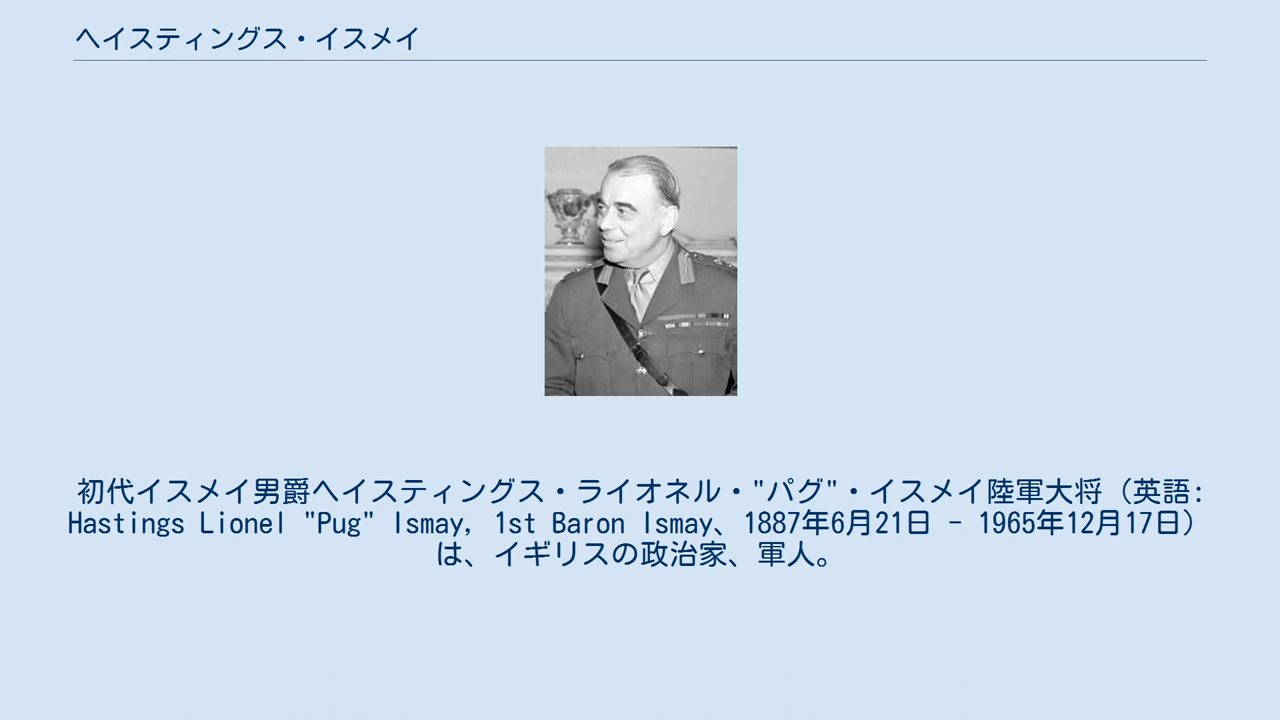 ヘイスティングス・イスメイ
初代イスメイ男爵ヘイスティングス・ライオネル・"パグ"・イスメイ陸軍大将（英語:
Hastings Lionel "Pug" Ismay, 1st Baron Ismay、1887年6月21日 - 1965年12月17日）
は、イギリスの政治家、軍人。